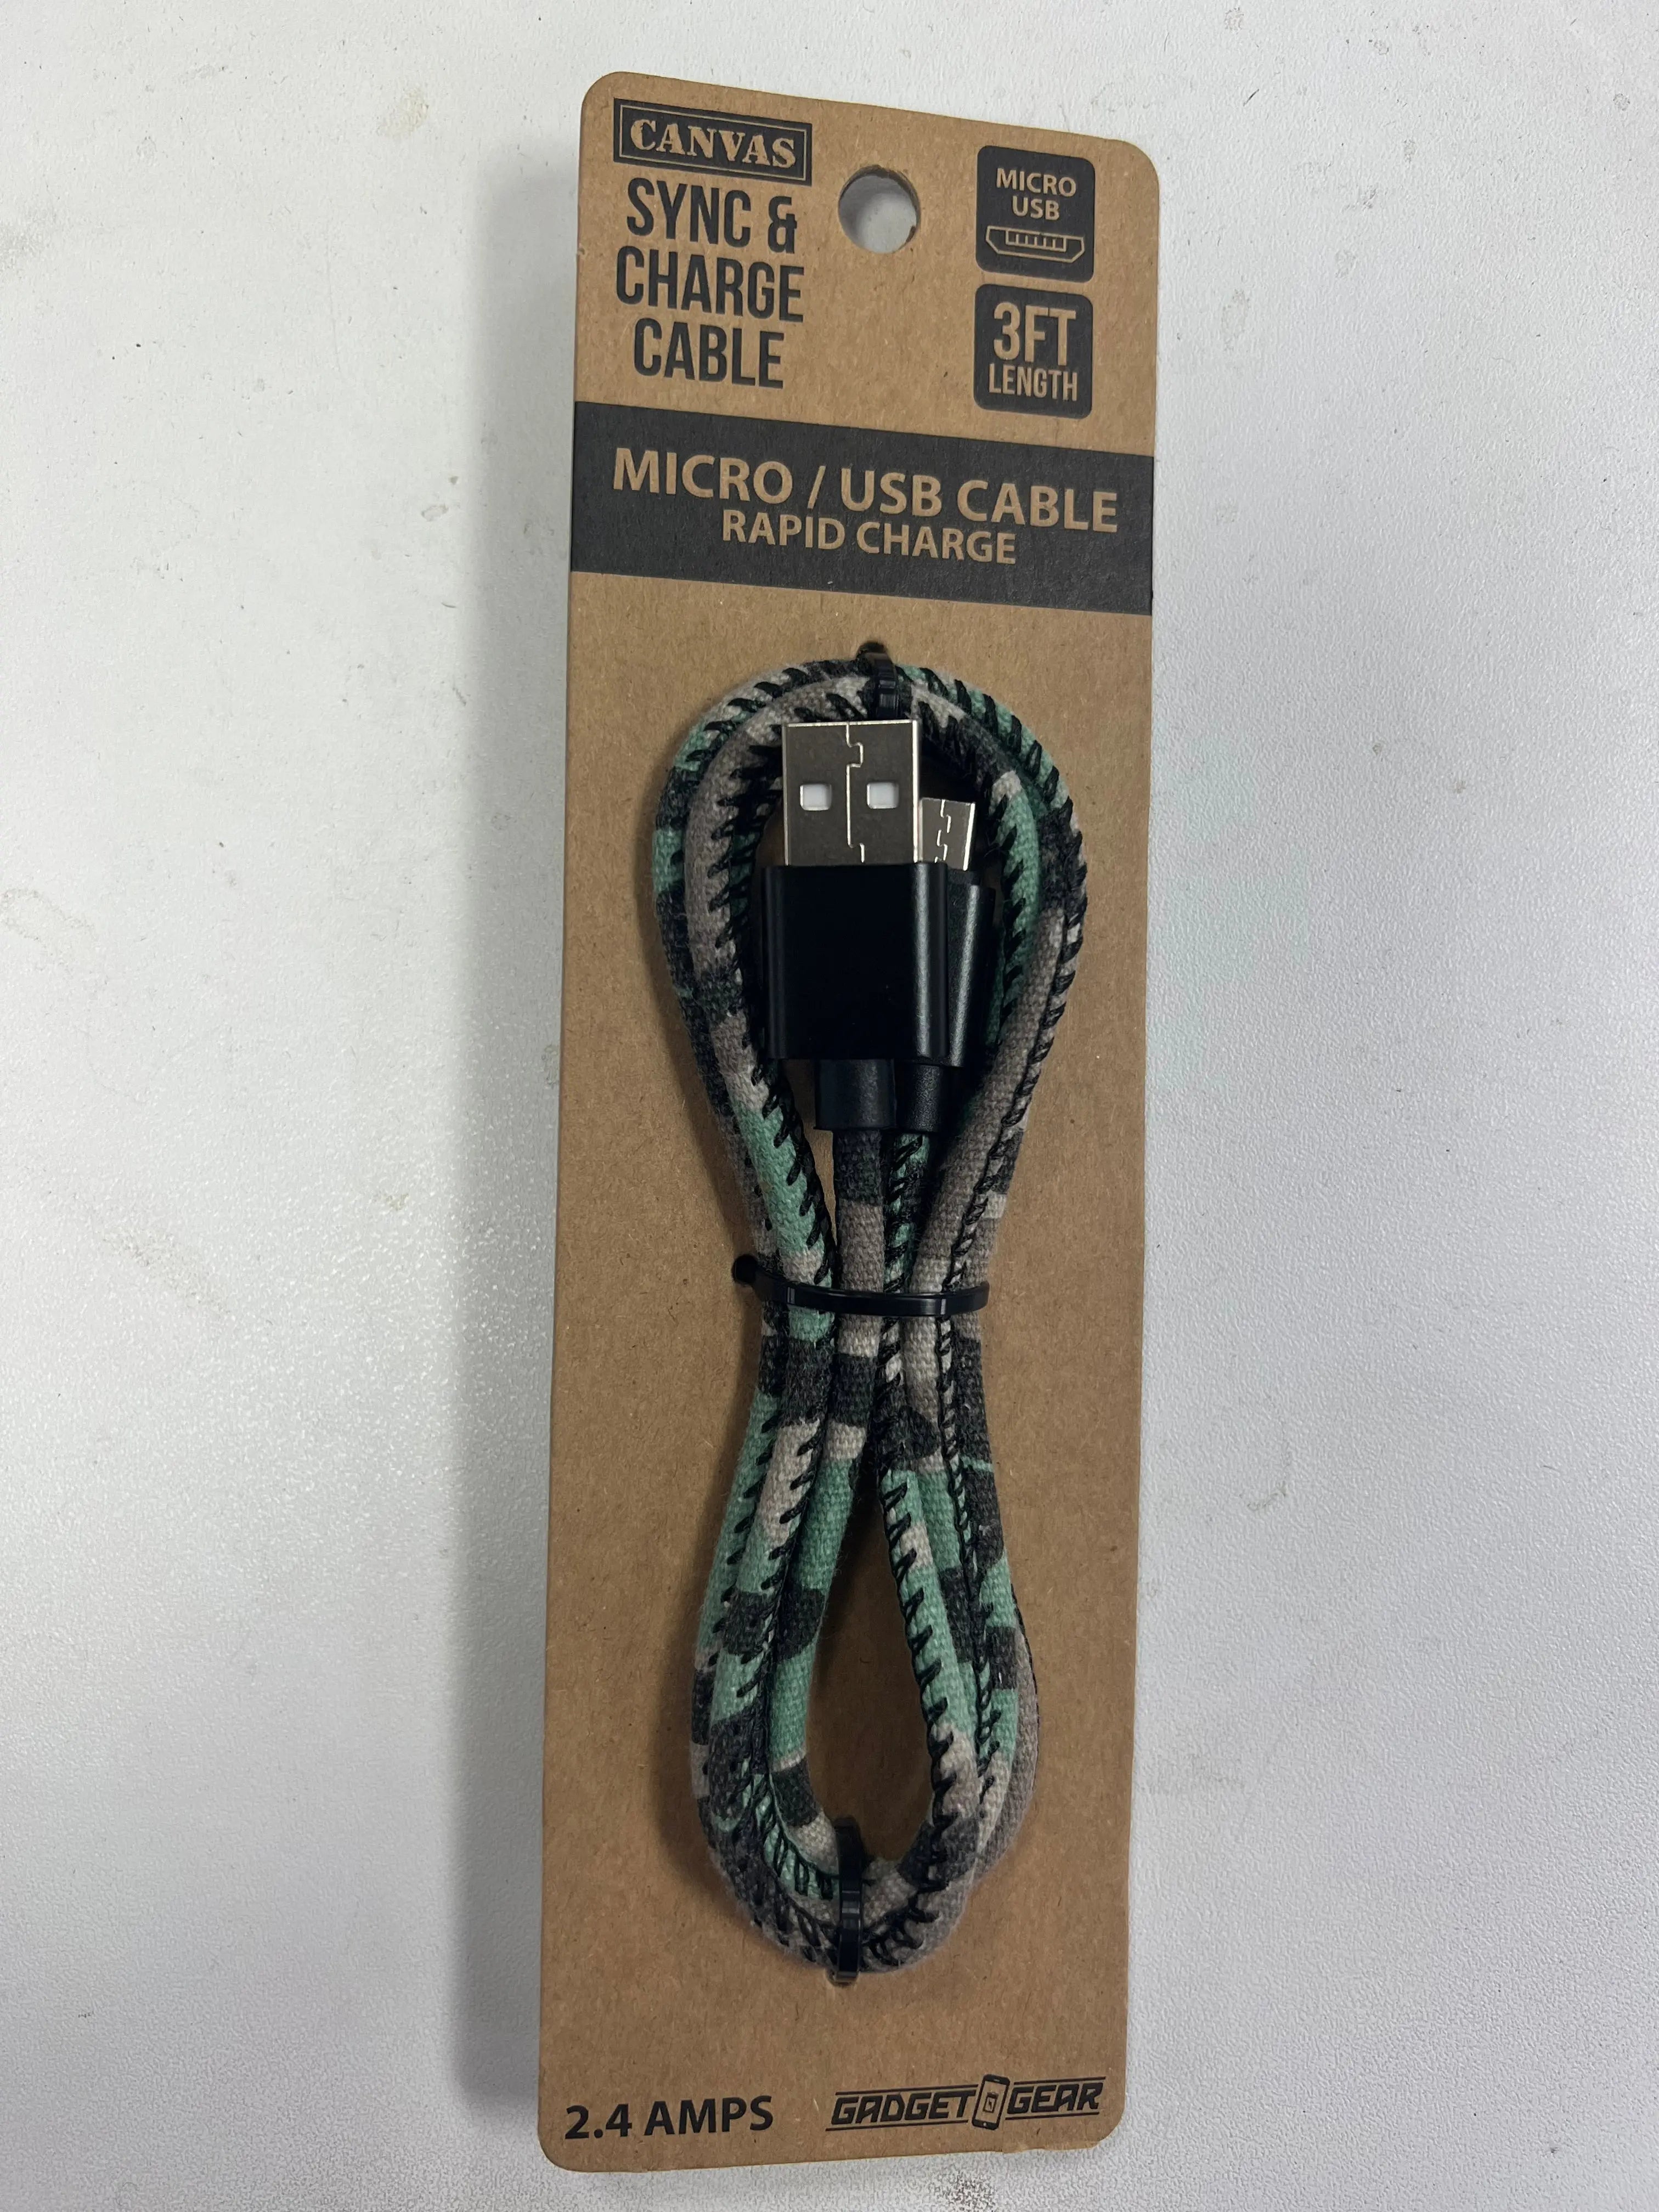 CANVAS
SYNC &
CHARGE
CABLE
MICRO
USB
3FT
LENGTH
MICRO / USB CABLE
RAPID CHARGE
2.4 AMPS
GADGET GEAR